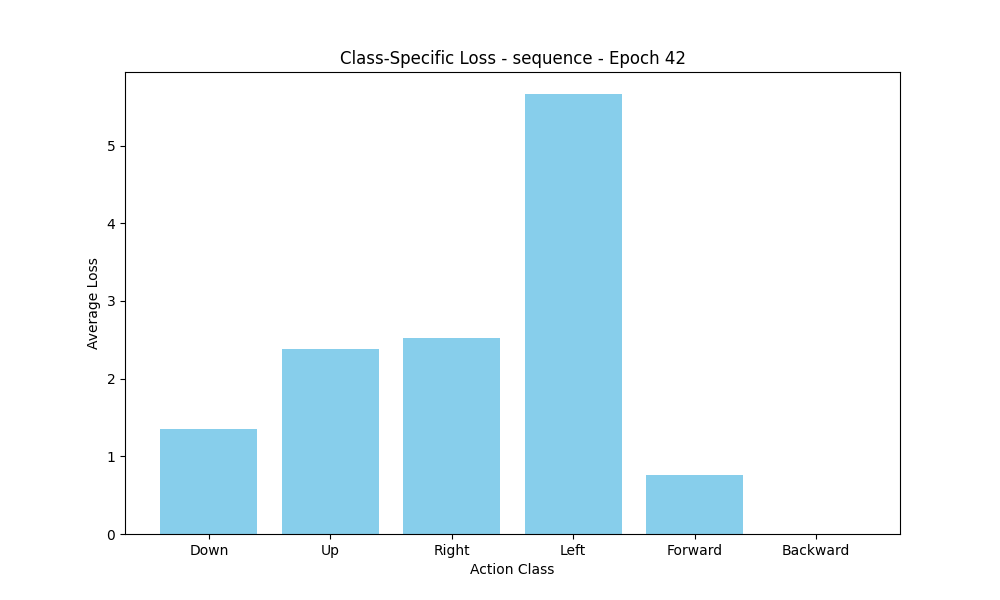 Class-Specific Loss - sequence - Epoch 42
Average Loss
5
4
3
2
1
0
Down Up Right Left Forward Backward
Action Class